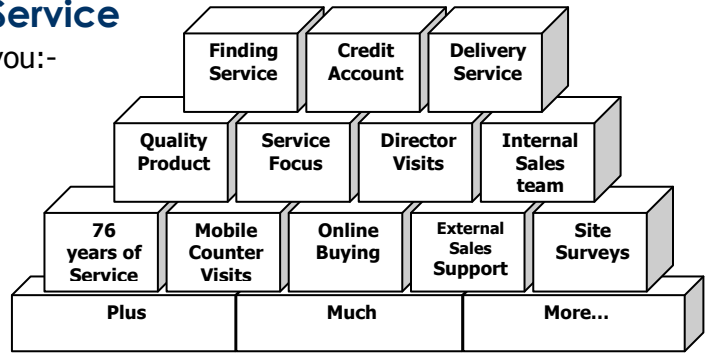 Service
you:-
Finding Credit Delivery
Service Account Service
Quality Service Director Internal
Product Focus Visits Sales
team
76 Mobile Online External Site
years of Counter Buying Sales Surveys
Service Visits Support
Plus Much More...